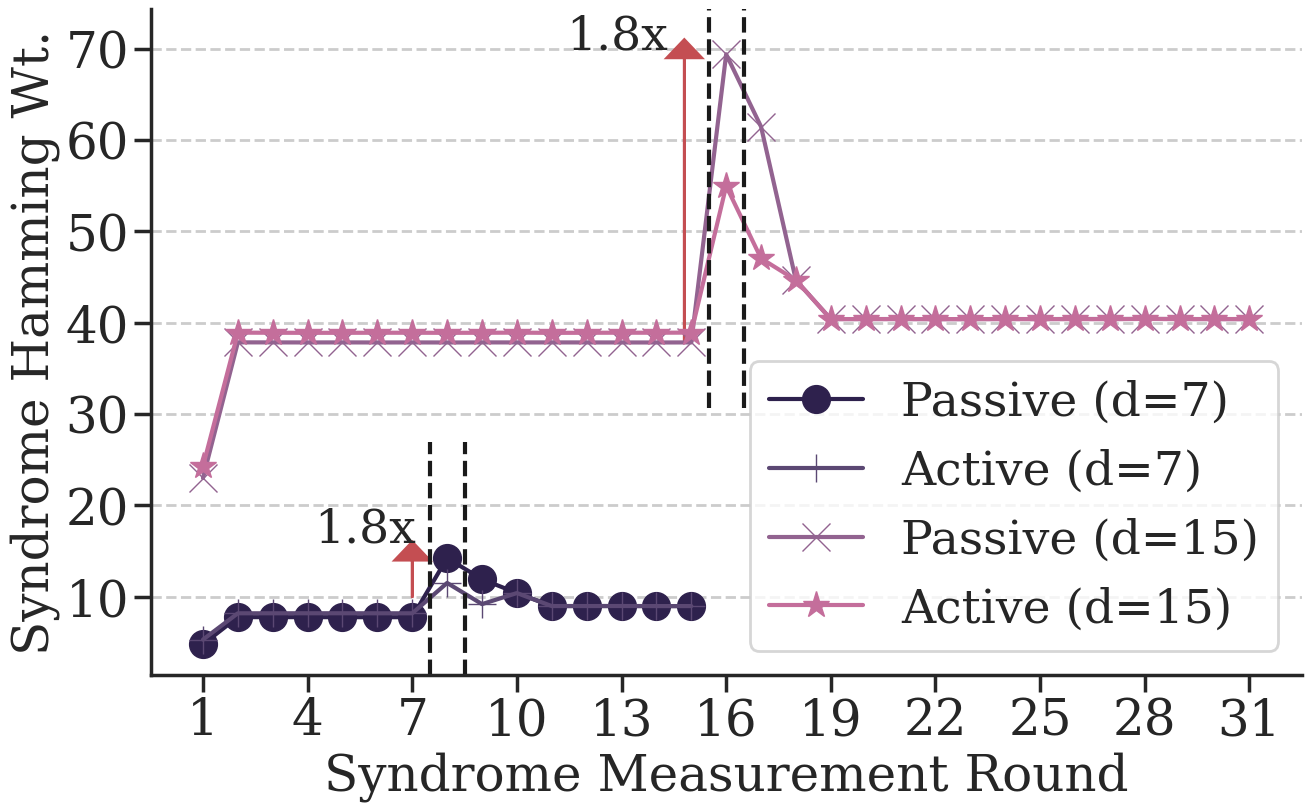 Syndrome Hamming Wt.
70
60
50
40
30
20
10
1.8x
1.8x
Passive (d=7)
Active (d=7)
Passive (d=15)
Active (d=15)
1 4 7 10 13 16 19 22 25 28 31
Syndrome Measurement Round